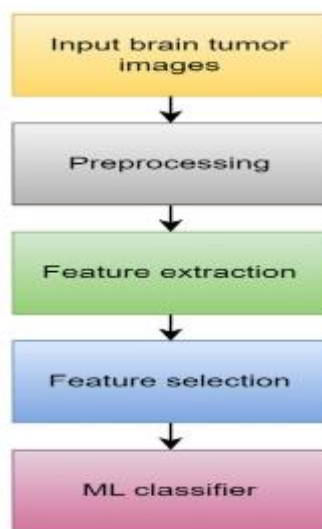 Input brain tumor
images
Preprocessing
Feature extraction
Feature selection
ML classifier